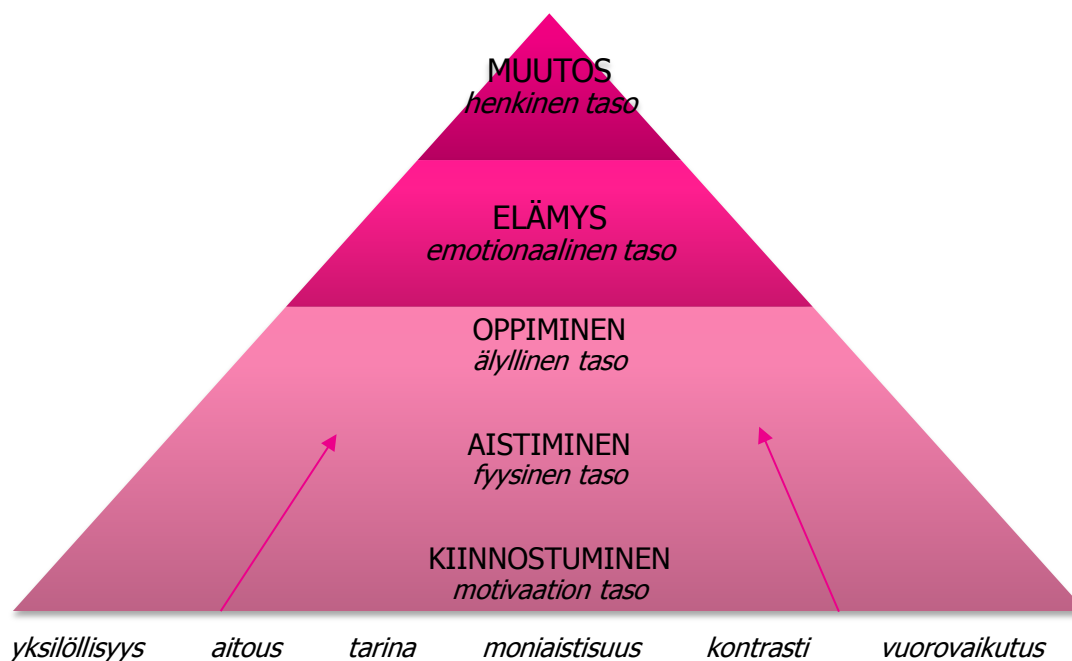 MUUTOS
henkinen taso
ELÄMYS
emotionaalinen taso
OPPIMINEN
älyllinen taso
AISTIMINEN
fyysinen taso
KIINNOSTUMINEN
motivaation taso
yksilöllisyys aitous tarina moniaistisuus kontrasti vuorovaikutus